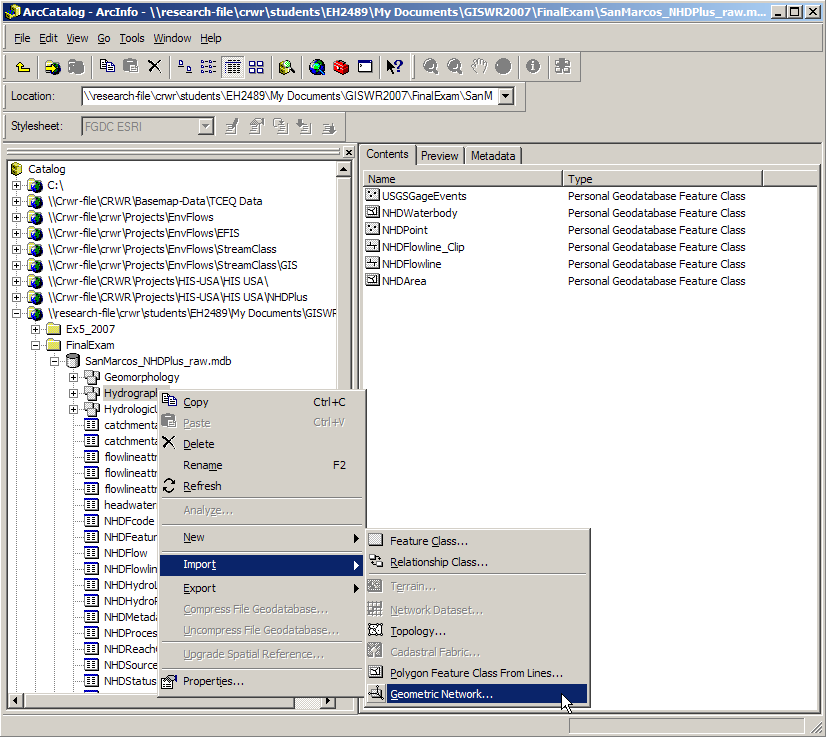 ArcCatalog - ArcInfo - \\research-file\crwr\students\EH2489\My Documents\GISWR2007\FinalExam\SanMarcos_NHDPlus_raw.m...
File Edit View Go Tools Window Help
Location: \\research-file\crwr\students\EH2489\My Documents\GISWR2007\FinalExam\SanM
Stylesheet: FGDC ESRI
Catalog
C:\
\\Crwr-file\CRWR\Basemap-Data\TCEQ Data
\\Crwr-file\crwr\Projects\EnvFlows
\\Crwr-file\crwr\Projects\EnvFlows\EFIS
\\Crwr-file\crwr\Projects\EnvFlows\StreamClass
\\Crwr-file\crwr\Projects\EnvFlows\StreamClass\GIS
\\Crwr-file\CRWR\Projects\HIS-USA\HIS USA\
\\Crwr-file\CRWR\Projects\HIS-USA\HIS USA\NHDPlus
\\research-file\crwr\students\EH2489\My Documents\GISWR
Ex5_2007
FinalExam
SanMarcos_NHDPlus_raw.mdb
Geomorphology
Hydrograph
Hydrologic
catchmenta
catchmenta
flowlineattr
flowlineattr
flowlineattr
headwater
NHDFcode
NHDFeatur
NHDFlow
NHDFlowlin
NHDHydroL
NHDHydroF
NHDMetada
NHDProces
NHDReach
NHDSource
NHDStatus
Contents Preview Metadata
Name Type
USGSGageEvents Personal Geodatabase Feature Class
NHDWaterbody Personal Geodatabase Feature Class
NHDPoint Personal Geodatabase Feature Class
NHDFlowline_Clip Personal Geodatabase Feature Class
NHDFlowline Personal Geodatabase Feature Class
NHDArea Personal Geodatabase Feature Class
Copy Ctrl+C
Paste Ctrl+V
Delete
Rename F2
Refresh
Analyze...
New
Import
Export
Compress File Geodatabase...
Uncompress File Geodatabase...
Upgrade Spatial Reference...
Properties...
Feature Class...
Relationship Class...
Terrain...
Network Dataset...
Topology...
Cadastral Fabric...
Polygon Feature Class From Lines...
Geometric Network...